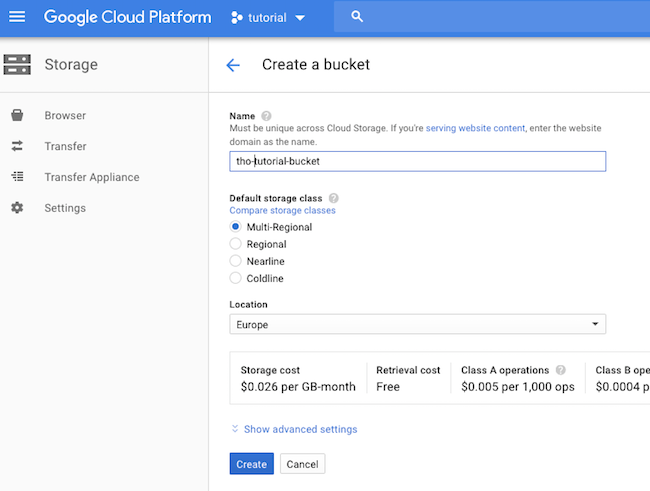 Google Cloud Platform
tutorial
Storage
Create a bucket
Browser
Transfer
Transfer Appliance
Settings
Name
Must be unique across Cloud Storage. If you're serving website content, enter the website
domain as the name.
tho-tutorial-bucket
Default storage class
Compare storage classes
Multi-Regional
Regional
Nearline
Coldline
Location
Europe
Storage cost Retrieval cost Class A operations Class B ope
$0.026 per GB-month Free $0.005 per 1,000 ops $0.0004 p
Show advanced settings
Create Cancel